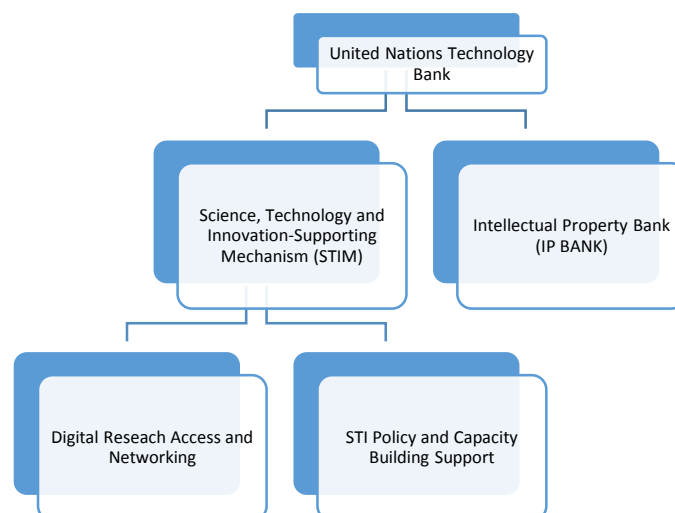 United Nations Technology
Bank
Science, Technology and
Innovation-Supporting
Mechanism (STIM)
Intellectual Property Bank
(IP BANK)
Digital Reseach Access and
Networking
STI Policy and Capacity
Building Support